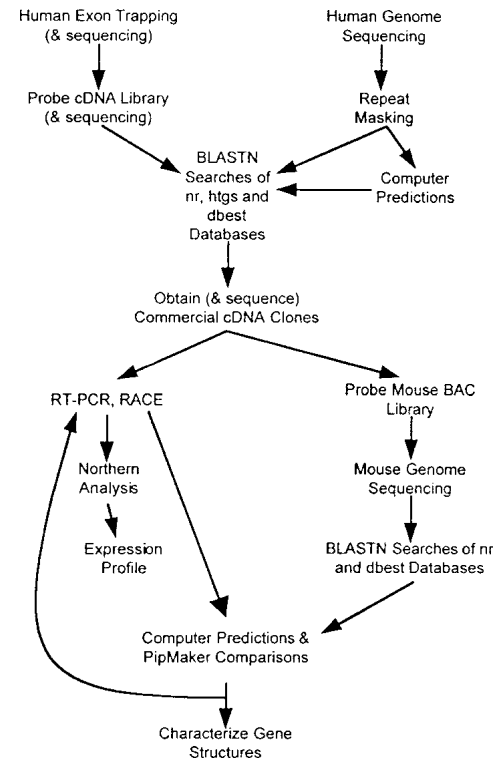 Human Exon Trapping
(& sequencing)
Human Genome
Sequencing
Probe cDNA Library
(& sequencing)
Repeat
Masking
BLASTN
Searches of
nr, htgs and
dbest
Databases
Computer
Predictions
Obtain (& sequence)
Commercial cDNA Clones
RT-PCR, RACE
Probe Mouse BAC
Library
Northern
Analysis
Mouse Genome
Sequencing
Expression
Profile
BLASTN Searches of nr
and dbest Databases
Computer Predictions &
PipMaker Comparisons
Characterize Gene
Structures